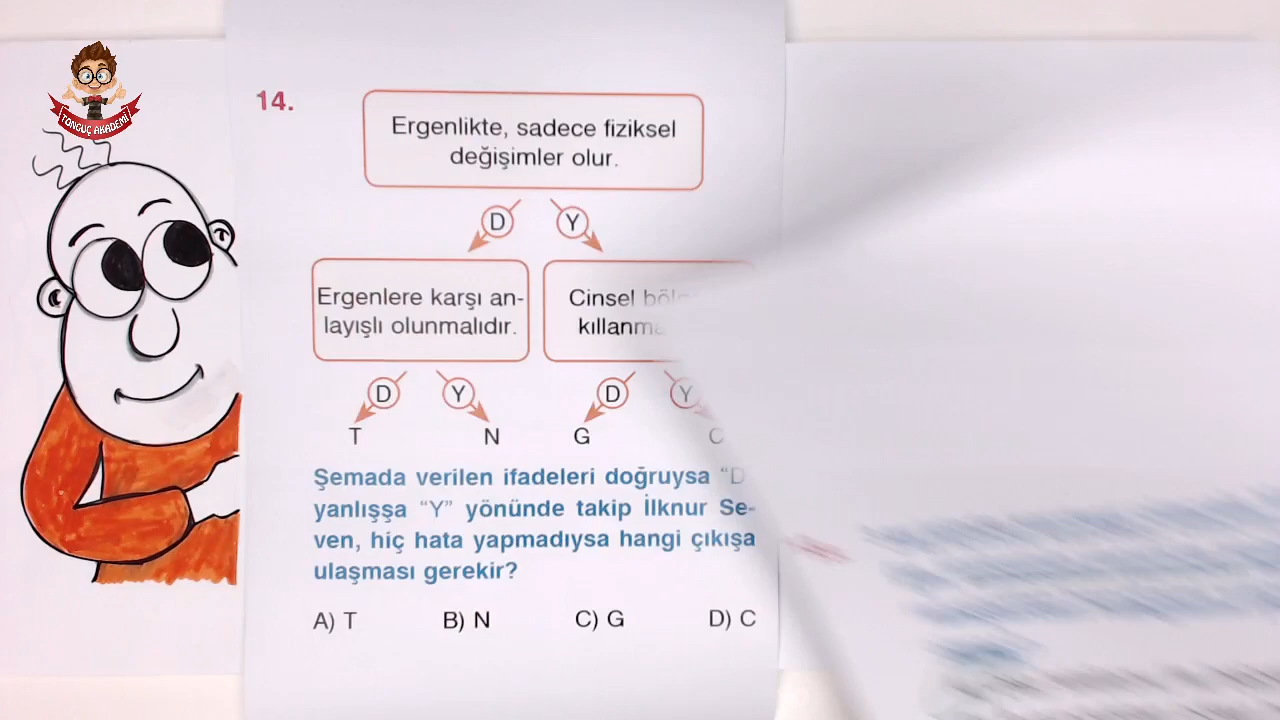 TONGUÇ AKADEMİ
14.
Ergenlikte, sadece fiziksel
değişimler olur.
D Y
Ergenlere karşı an-
layışlı olunmalıdır.
Cinsel
D Y D Y
T N G C
Şemada verilen ifadeleri doğruysa “D
yanlışsa “Y” yönünde takip İlknur Se-
ven, hiç hata yapmadıysa hangi çıkışa
ulaşması gerekir?
A) T B) N C) G D) C